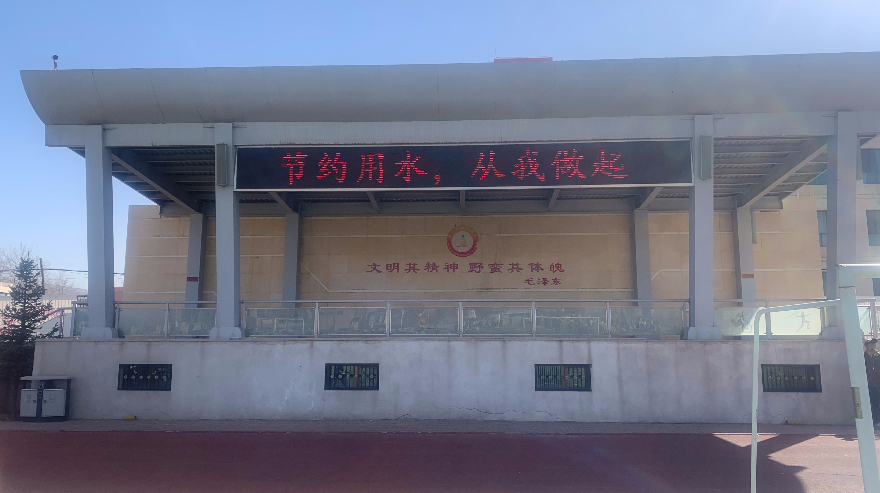 节约用水，从我做起
文明其精神 野蛮其体魄
毛泽东